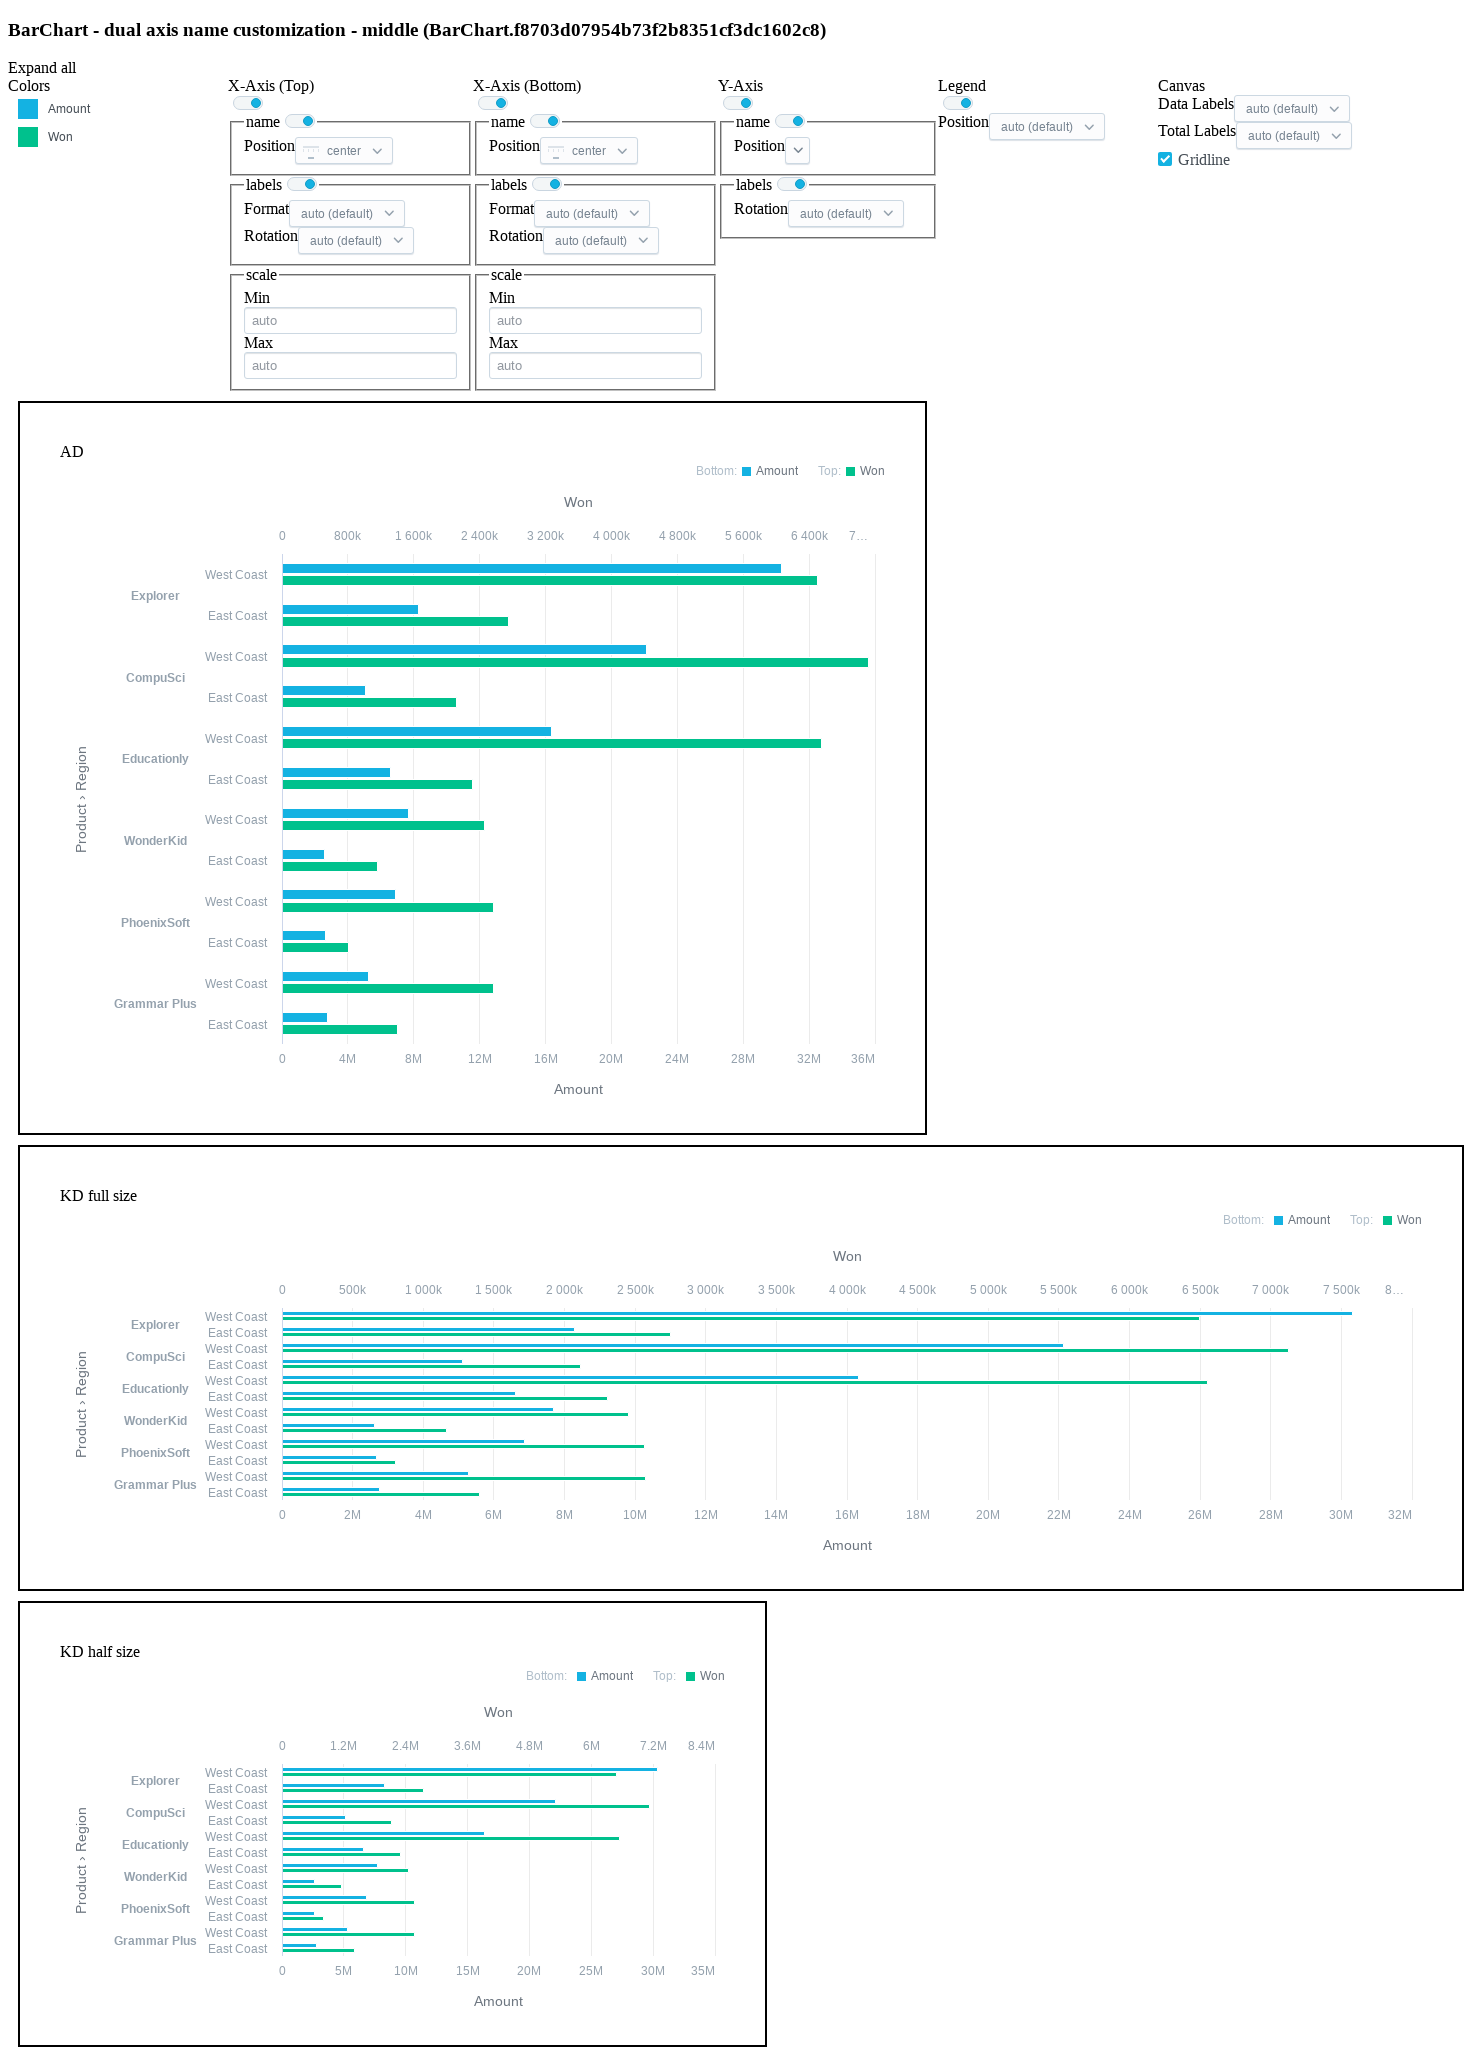 BarChart - dual axis name customization - middle (BarChart.f8703d07954b73f2b8351cf3dc1602c8)
Expand all
Colors
Amount
Won
X-Axis (Top)
name
Position center
labels
Format auto (default)
Rotation auto (default)
scale
Min
auto
Max
auto
X-Axis (Bottom)
name
Position center
labels
Format auto (default)
Rotation auto (default)
scale
Min
auto
Max
auto
Y-Axis
name
Position
labels
Rotation auto (default)
Legend
Position auto (default)
Canvas
Data Labels auto (default)
Total Labels auto (default)
Gridline
AD
Bottom: Amount Top: Won
Won
0 800k 1 600k 2 400k 3 200k 4 000k 4 800k 5 600k 6 400k 7…
Product › Region
Explorer
West Coast
East Coast
CompuSci
West Coast
East Coast
Educationly
West Coast
East Coast
WonderKid
West Coast
East Coast
PhoenixSoft
West Coast
East Coast
Grammar Plus
West Coast
East Coast
0 4M 8M 12M 16M 20M 24M 28M 32M 36M
Amount
KD full size
Bottom: Amount Top: Won
Won
0 500k 1 000k 1 500k 2 000k 2 500k 3 000k 3 500k 4 000k 4 500k 5 000k 5 500k 6 000k 6 500k 7 000k 7 500k 8…
Product › Region
Explorer
West Coast
East Coast
CompuSci
West Coast
East Coast
Educationly
West Coast
East Coast
WonderKid
West Coast
East Coast
PhoenixSoft
West Coast
East Coast
Grammar Plus
West Coast
East Coast
0 2M 4M 6M 8M 10M 12M 14M 16M 18M 20M 22M 24M 26M 28M 30M 32M
Amount
KD half size
Bottom: Amount Top: Won
Won
0 1.2M 2.4M 3.6M 4.8M 6M 7.2M 8.4M
Product › Region
Explorer
West Coast
East Coast
CompuSci
West Coast
East Coast
Educationly
West Coast
East Coast
WonderKid
West Coast
East Coast
PhoenixSoft
West Coast
East Coast
Grammar Plus
West Coast
East Coast
0 5M 10M 15M 20M 25M 30M 35M
Amount